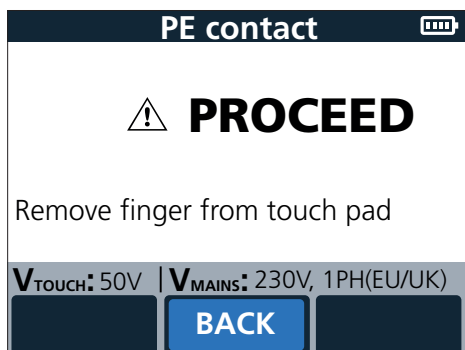 PE contact
⚠ PROCEED
Remove finger from touch pad
VTOUCH: 50V | VMAINS: 230V, 1PH(EU/UK)
BACK